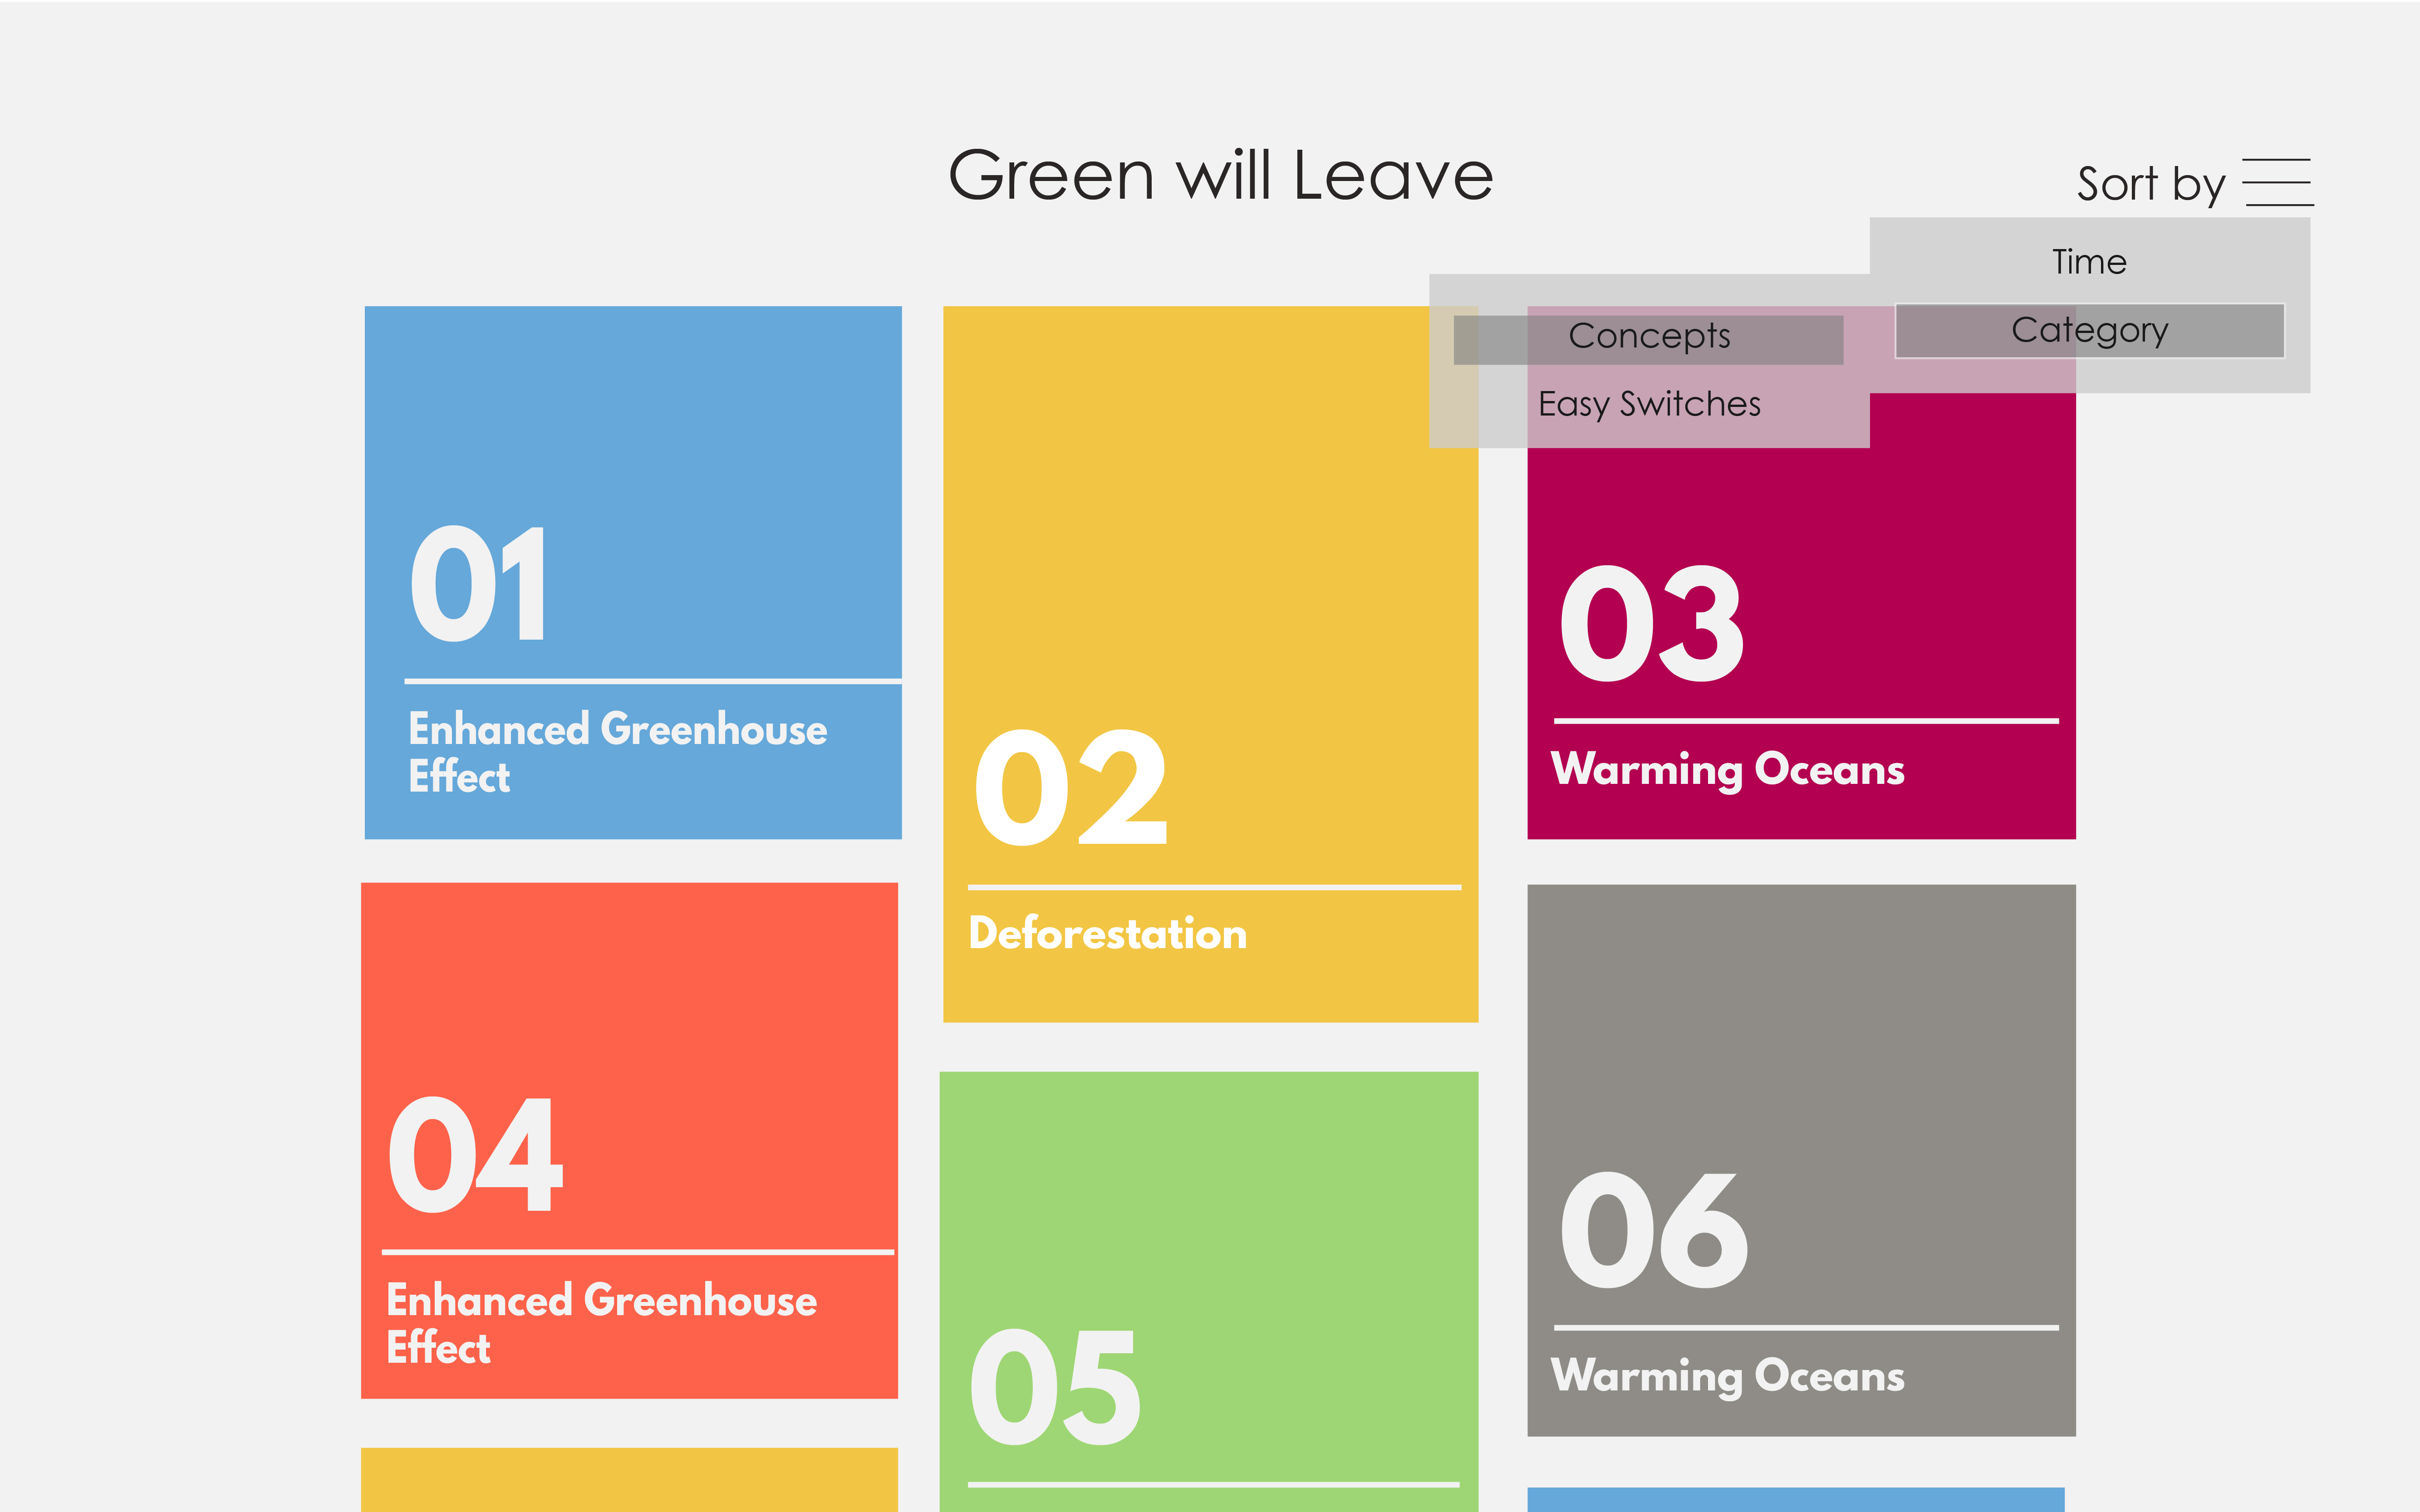 Green will Leave
Sort by
Time
Category
Concepts
Easy Switches
01
Enhanced Greenhouse
Effect
02
Deforestation
03
Warming Oceans
04
Enhanced Greenhouse
Effect
05
06
Warming Oceans